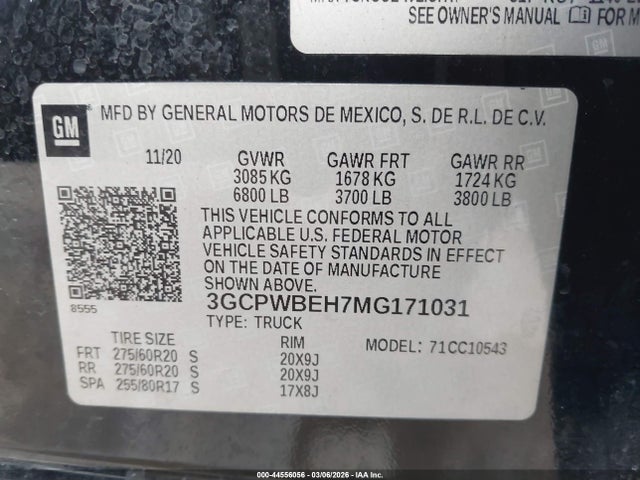 SEE OWNER'S MANUAL FOR M
GM
MFD BY GENERAL MOTORS DE MEXICO, S. DE R.L. DE C.V.
11/20 GVWR GAWR FRT GAWR RR
3085 KG 1678 KG 1724 KG
6800 LB 3700 LB 3800 LB
THIS VEHICLE CONFORMS TO ALL
APPLICABLE U.S. FEDERAL MOTOR
VEHICLE SAFETY STANDARDS IN EFFECT
ON THE DATE OF MANUFACTURE
SHOWN ABOVE.
8555
3GCPWBEH7MG171031
TYPE: TRUCK
TIRE SIZE RIM MODEL: 71CC10543
FRT 275/60R20 S 20X9J
RR 275/60R20 S 20X9J
SPA 255/80R17 S 17X8J
000-44556056 — 03/06/2026 — IAA Inc.